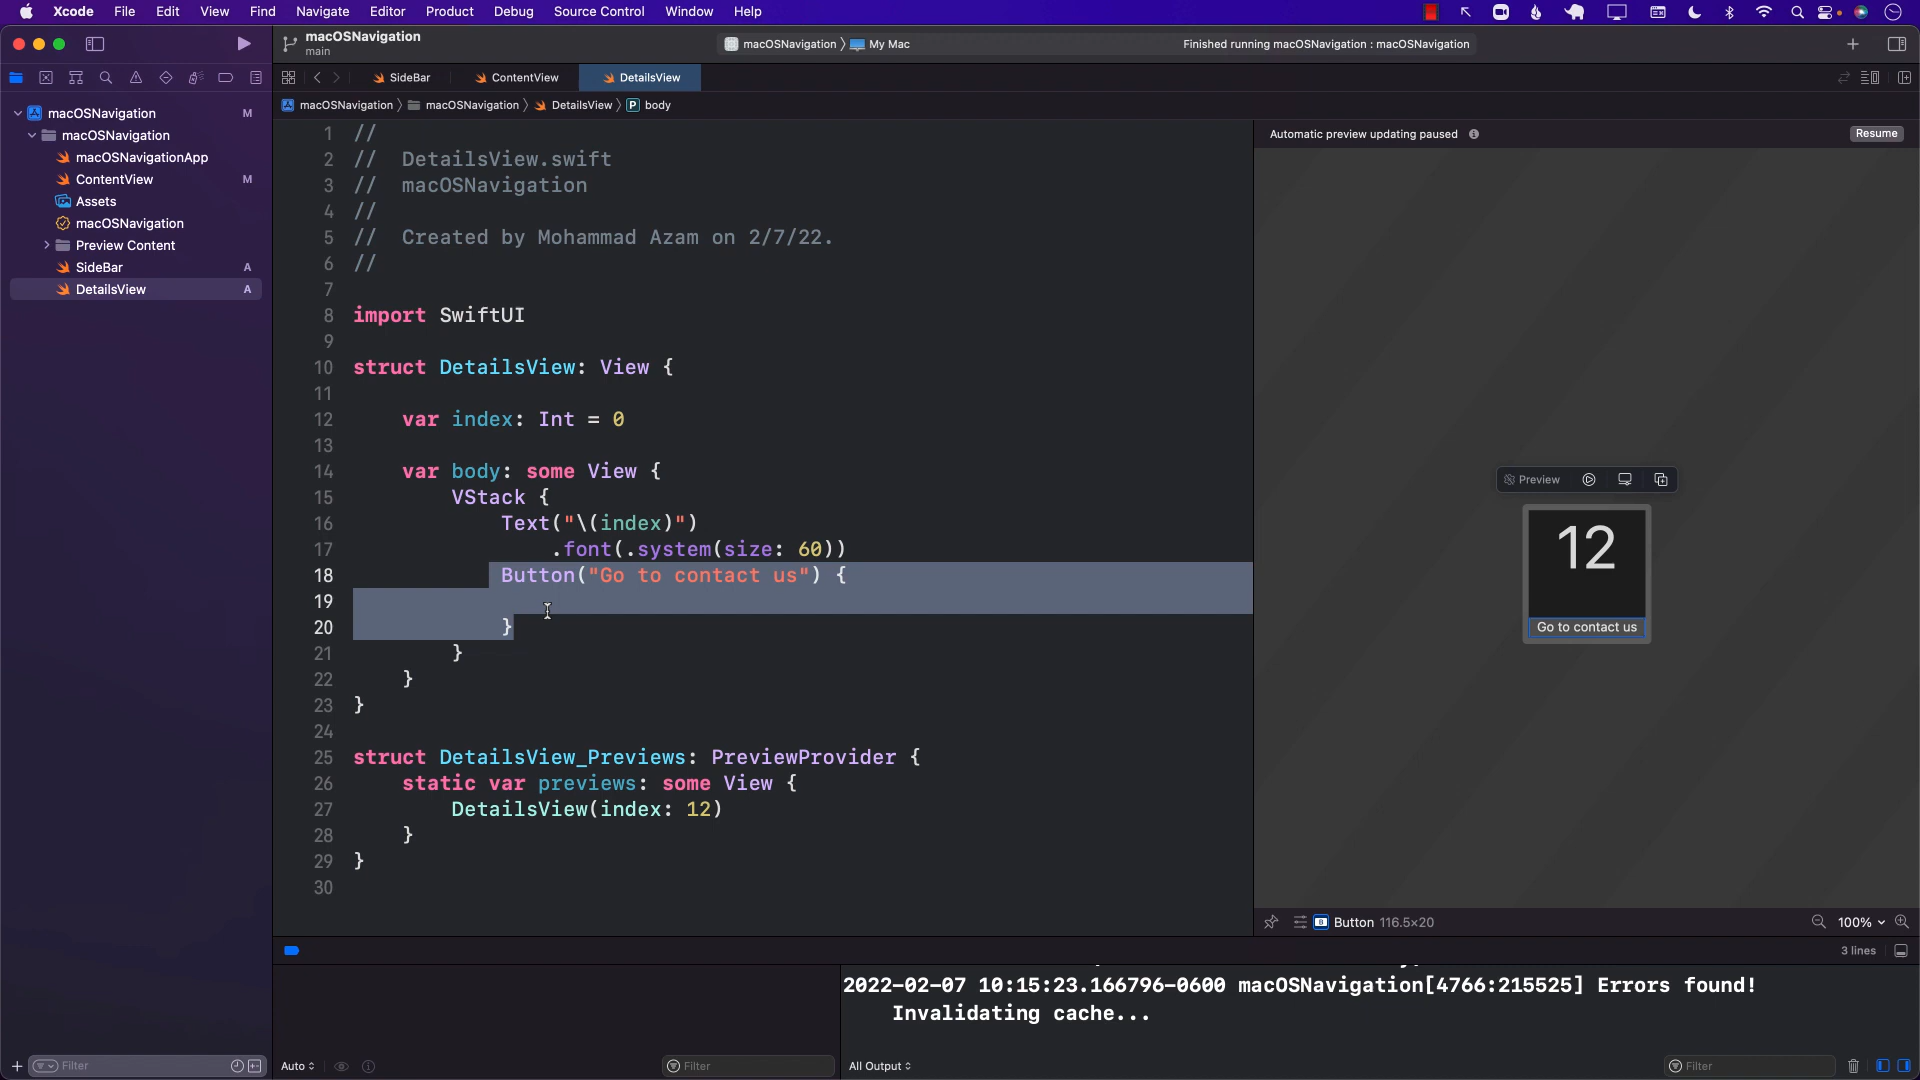 Xcode File Edit View Find Navigate Editor Product Debug Source Control Window Help
macOSNavigation
main
macOSNavigation My Mac
Finished running macOSNavigation : macOSNavigation
SideBar ContentView DetailsView
macOSNavigation macOSNavigation DetailsView P body
macOSNavigation M
macOSNavigation
macOSNavigationApp
ContentView M
Assets
macOSNavigation
Preview Content
SideBar A
DetailsView A
Filter
1 //
2 // DetailsView.swift
3 // macOSNavigation
4 //
5 // Created by Mohammad Azam on 2/7/22.
6 //
7
8 import SwiftUI
9
10 struct DetailsView: View {
11
12 var index: Int = 0
13
14 var body: some View {
15 VStack {
16 Text("\(index)")
17 .font(.system(size: 60))
18 Button("Go to contact us") {
19
20 }
21 }
22 }
23 }
24
25 struct DetailsView_Previews: PreviewProvider {
26 static var previews: some View {
27 DetailsView(index: 12)
28 }
29 }
30
Automatic preview updating paused
Resume
Preview
12
Go to contact us
Button 116.5×20
100%
3 lines
2022-02-07 10:15:23.166796-0600 macOSNavigation[4766:215525] Errors found!
Invalidating cache...
Auto
Filter
All Output
Filter